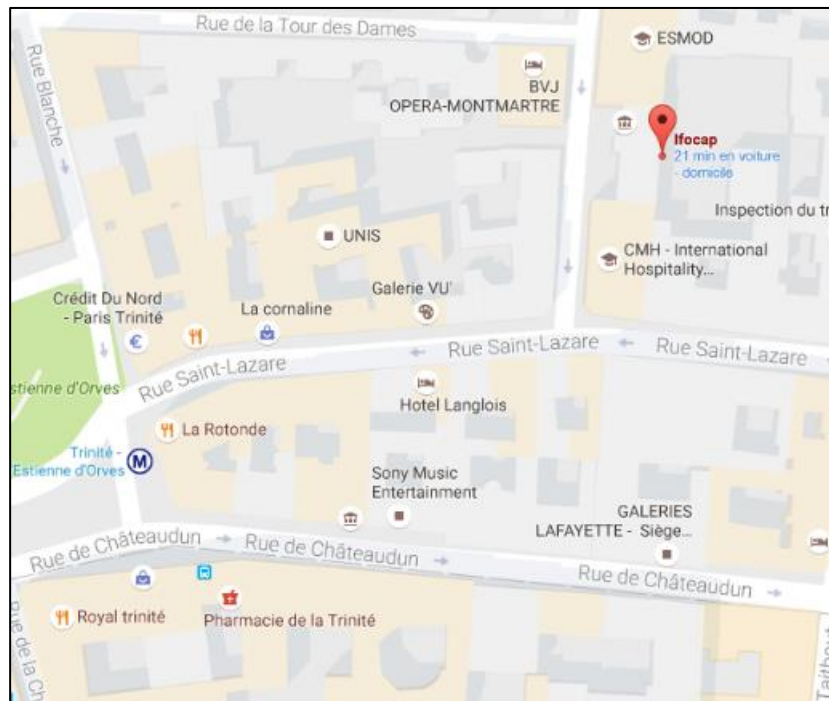 Rue de la Tour des Dames
ESMOD
Rue Blanche
BVJ
OPERA-MONTMARTRE
Ifocap
21 min en voiture
- domicile
Inspection du tr
UNIS
CMH - International
Hospitality...
Galerie VU'
Crédit Du Nord
- Paris Trinité
La cornaline
€
Rue Saint-Lazare
Rue Saint-Lazare
Rue Saint-Lazare
stienne d'Orves
Hotel Langlois
La Rotonde
Trinité -
Estienne d'Orves
M
Sony Music
Entertainment
GALERIES
LAFAYETTE - Siège...
Rue de Châteaudun
Rue de Châteaudun
Rue de Châteaudun
Royal trinité
Pharmacie de la Trinité
Rue de la Ch
Taitbout